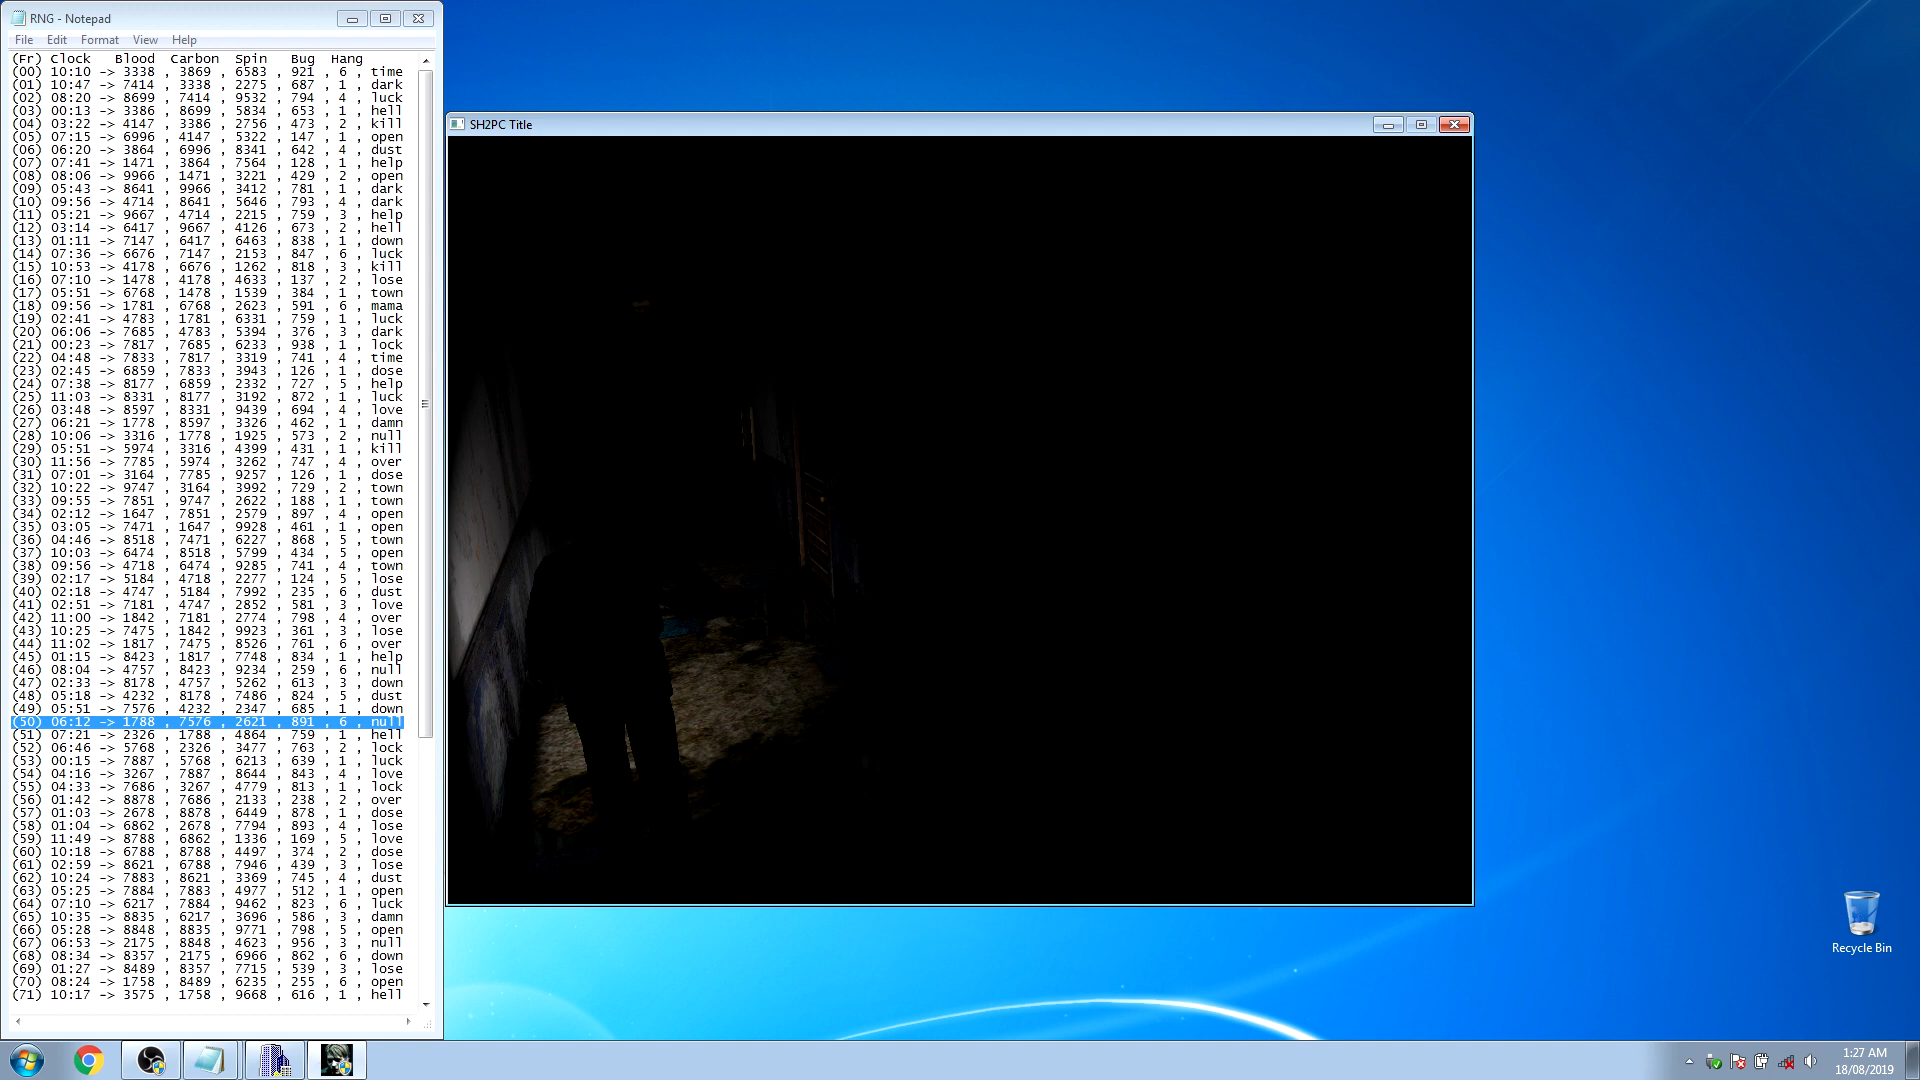 RNG - Notepad
File Edit Format View Help
(Fr) Clock Blood Carbon Spin Bug Hang
(00) 10:10 -> 3338 , 3869 , 6583 , 921 , 6 , time
(01) 10:47 -> 7414 , 3338 , 2275 , 687 , 1 , dark
(02) 08:20 -> 8699 , 7414 , 9532 , 794 , 4 , luck
(03) 00:13 -> 3386 , 8699 , 5834 , 653 , 1 , hell
(04) 03:22 -> 4147 , 3386 , 2756 , 473 , 2 , kill
(05) 07:15 -> 6996 , 4147 , 5322 , 147 , 1 , open
(06) 06:20 -> 3864 , 6996 , 8341 , 642 , 4 , dust
(07) 07:41 -> 1471 , 3864 , 7564 , 128 , 1 , help
(08) 08:06 -> 9966 , 1471 , 3221 , 429 , 2 , open
(09) 05:43 -> 8641 , 9966 , 3412 , 781 , 1 , dark
(10) 09:56 -> 4714 , 8641 , 5646 , 793 , 4 , dark
(11) 05:21 -> 9667 , 4714 , 2215 , 759 , 3 , help
(12) 03:14 -> 6417 , 9667 , 4126 , 673 , 2 , hell
(13) 01:11 -> 7147 , 6417 , 6463 , 838 , 1 , down
(14) 07:36 -> 6676 , 7147 , 2153 , 847 , 6 , luck
(15) 10:53 -> 4178 , 6676 , 1262 , 818 , 3 , kill
(16) 07:10 -> 1478 , 4178 , 4633 , 137 , 2 , lose
(17) 05:51 -> 6768 , 1478 , 1539 , 384 , 1 , town
(18) 09:56 -> 1781 , 6768 , 2623 , 591 , 6 , mama
(19) 02:41 -> 4783 , 1781 , 6331 , 759 , 1 , luck
(20) 06:06 -> 7685 , 4783 , 5394 , 376 , 3 , dark
(21) 00:23 -> 7817 , 7685 , 6233 , 938 , 1 , lock
(22) 04:48 -> 7833 , 7817 , 3319 , 741 , 4 , time
(23) 02:45 -> 6859 , 7833 , 3943 , 126 , 1 , dose
(24) 07:38 -> 8177 , 6859 , 2332 , 727 , 5 , help
(25) 11:03 -> 8331 , 8177 , 3192 , 872 , 1 , luck
(26) 03:48 -> 8597 , 8331 , 9439 , 694 , 4 , love
(27) 06:21 -> 1778 , 8597 , 3326 , 462 , 1 , damn
(28) 10:06 -> 3316 , 1778 , 1925 , 573 , 2 , null
(29) 05:51 -> 5974 , 3316 , 4399 , 431 , 1 , kill
(30) 11:56 -> 7785 , 5974 , 3262 , 747 , 4 , over
(31) 07:01 -> 3164 , 7785 , 9257 , 126 , 1 , dose
(32) 10:22 -> 9747 , 3164 , 3992 , 729 , 2 , town
(33) 09:55 -> 7851 , 9747 , 2622 , 188 , 1 , town
(34) 02:12 -> 1647 , 7851 , 2579 , 897 , 4 , open
(35) 03:05 -> 7471 , 1647 , 9928 , 461 , 1 , open
(36) 04:46 -> 8518 , 7471 , 6227 , 868 , 5 , town
(37) 10:03 -> 6474 , 8518 , 5799 , 434 , 5 , open
(38) 09:56 -> 4718 , 6474 , 9285 , 741 , 4 , town
(39) 02:17 -> 5184 , 4718 , 2277 , 124 , 5 , lose
(40) 02:18 -> 4747 , 5184 , 7992 , 235 , 6 , dust
(41) 02:51 -> 7181 , 4747 , 2852 , 581 , 3 , love
(42) 11:00 -> 1842 , 7181 , 2774 , 798 , 4 , over
(43) 10:25 -> 7475 , 1842 , 9923 , 361 , 3 , lose
(44) 11:02 -> 1817 , 7475 , 8526 , 761 , 6 , over
(45) 01:15 -> 8423 , 1817 , 7748 , 834 , 1 , help
(46) 08:04 -> 4757 , 8423 , 9234 , 259 , 6 , null
(47) 02:33 -> 8178 , 4757 , 5262 , 613 , 3 , down
(48) 05:18 -> 4232 , 8178 , 7486 , 824 , 5 , dust
(49) 05:51 -> 7576 , 4232 , 2347 , 685 , 1 , down
(50) 06:12 -> 1788 , 7576 , 2621 , 891 , 6 , null
(51) 07:21 -> 2326 , 1788 , 4864 , 759 , 1 , hell
(52) 06:46 -> 5768 , 2326 , 3477 , 763 , 2 , lock
(53) 00:15 -> 7887 , 5768 , 6213 , 639 , 1 , luck
(54) 04:16 -> 3267 , 7887 , 8644 , 843 , 4 , love
(55) 04:33 -> 7686 , 3267 , 4779 , 813 , 1 , lock
(56) 01:42 -> 8878 , 7686 , 2133 , 238 , 2 , over
(57) 01:03 -> 2678 , 8878 , 6449 , 878 , 1 , dose
(58) 01:04 -> 6862 , 2678 , 7794 , 893 , 4 , lose
(59) 11:49 -> 8788 , 6862 , 1336 , 169 , 5 , love
(60) 10:18 -> 6788 , 8788 , 4497 , 374 , 2 , dose
(61) 02:59 -> 8621 , 6788 , 7946 , 439 , 3 , lose
(62) 10:24 -> 7883 , 8621 , 3369 , 745 , 4 , dust
(63) 05:25 -> 7884 , 7883 , 4977 , 512 , 1 , open
(64) 07:10 -> 6217 , 7884 , 9462 , 823 , 6 , luck
(65) 10:35 -> 8835 , 6217 , 3696 , 586 , 3 , damn
(66) 05:28 -> 8848 , 8835 , 9771 , 798 , 5 , open
(67) 06:53 -> 2175 , 8848 , 4623 , 956 , 3 , null
(68) 08:34 -> 8357 , 2175 , 6966 , 862 , 6 , down
(69) 01:27 -> 8489 , 8357 , 7715 , 539 , 3 , lose
(70) 08:24 -> 1758 , 8489 , 6235 , 255 , 6 , open
(71) 10:17 -> 3575 , 1758 , 9668 , 616 , 1 , hell
SH2PC Title
Recycle Bin
1:27 AM
18/08/2019